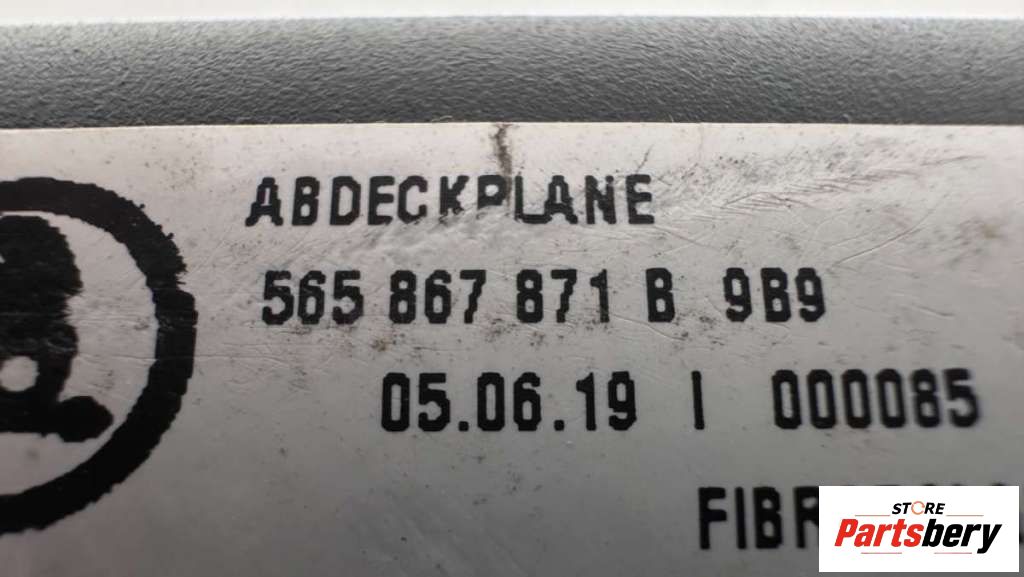 ABDECKPLANE
565 867 871 B 9B9
05.06.19 I 000085
STORE
Partsbery